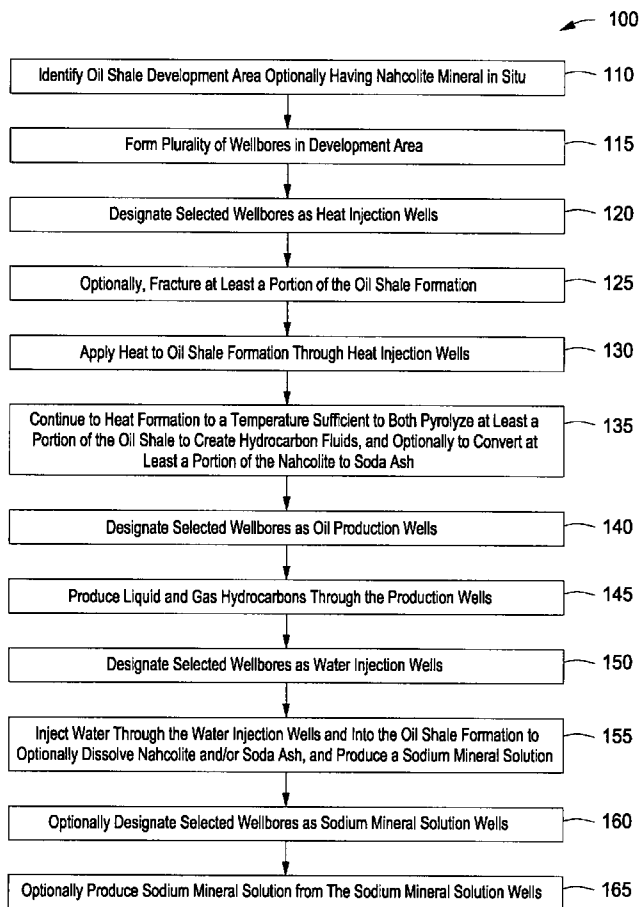 100
Identify Oil Shale Development Area Optionally Having Nahcolite Mineral in Situ
110
Form Plurality of Wellbores in Development Area
115
Designate Selected Wellbores as Heat Injection Wells
120
Optionally, Fracture at Least a Portion of the Oil Shale Formation
125
Apply Heat to Oil Shale Formation Through Heat Injection Wells
130
Continue to Heat Formation to a Temperature Sufficient to Both Pyrolyze at Least a
Portion of the Oil Shale to Create Hydrocarbon Fluids, and Optionally to Convert at
Least a Portion of the Nahcolite to Soda Ash
135
Designate Selected Wellbores as Oil Production Wells
140
Produce Liquid and Gas Hydrocarbons Through the Production Wells
145
Designate Selected Wellbores as Water Injection Wells
150
Inject Water Through the Water Injection Wells and Into the Oil Shale Formation to
Optionally Dissolve Nahcolite and/or Soda Ash, and Produce a Sodium Mineral Solution
155
Optionally Designate Selected Wellbores as Sodium Mineral Solution Wells
160
Optionally Produce Sodium Mineral Solution from The Sodium Mineral Solution Wells
165